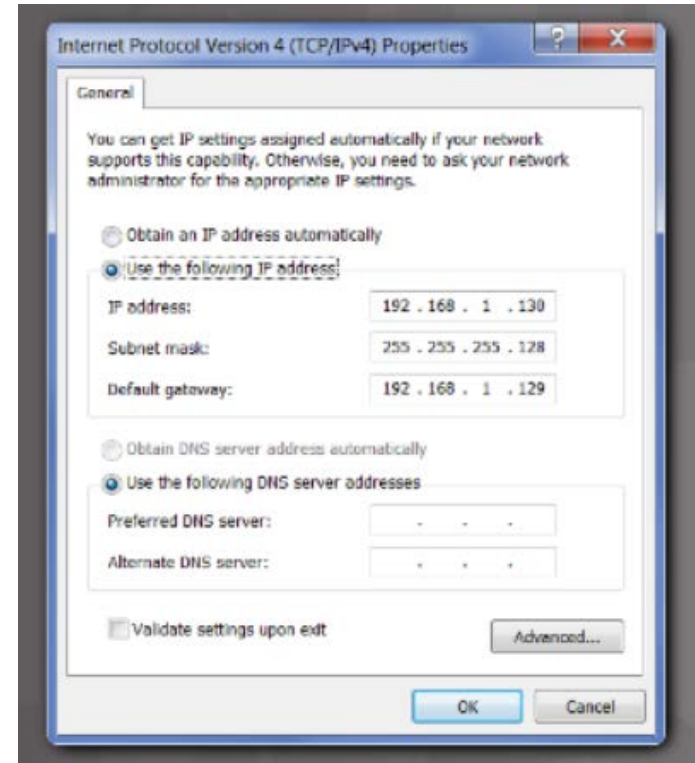 Internet Protocol Version 4 (TCP/IPv4) Properties
General
You can get IP settings assigned automatically if your network
supports this capability. Otherwise, you need to ask your network
administrator for the appropriate IP settings.
Obtain an IP address automatically
Use the following IP address:
IP address: 192 . 168 . 1 . 130
Subnet mask: 255 . 255 . 255 . 128
Default gateway: 192 . 168 . 1 . 129
Obtain DNS server address automatically
Use the following DNS server addresses
Preferred DNS server: . . .
Alternate DNS server: . . .
Validate settings upon exit
Advanced...
OK Cancel